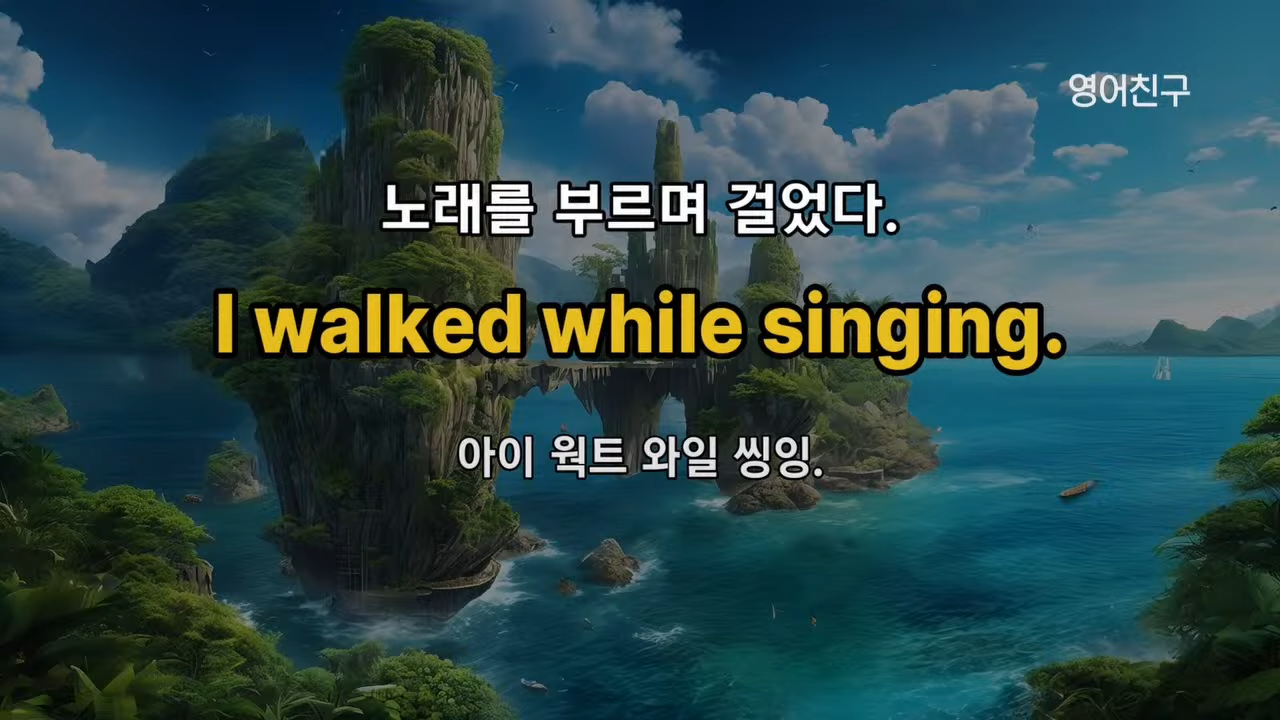 영어친구
노래를 부르며 걸었다.
I walked while singing.
아이 웍트 와일 씽잉.